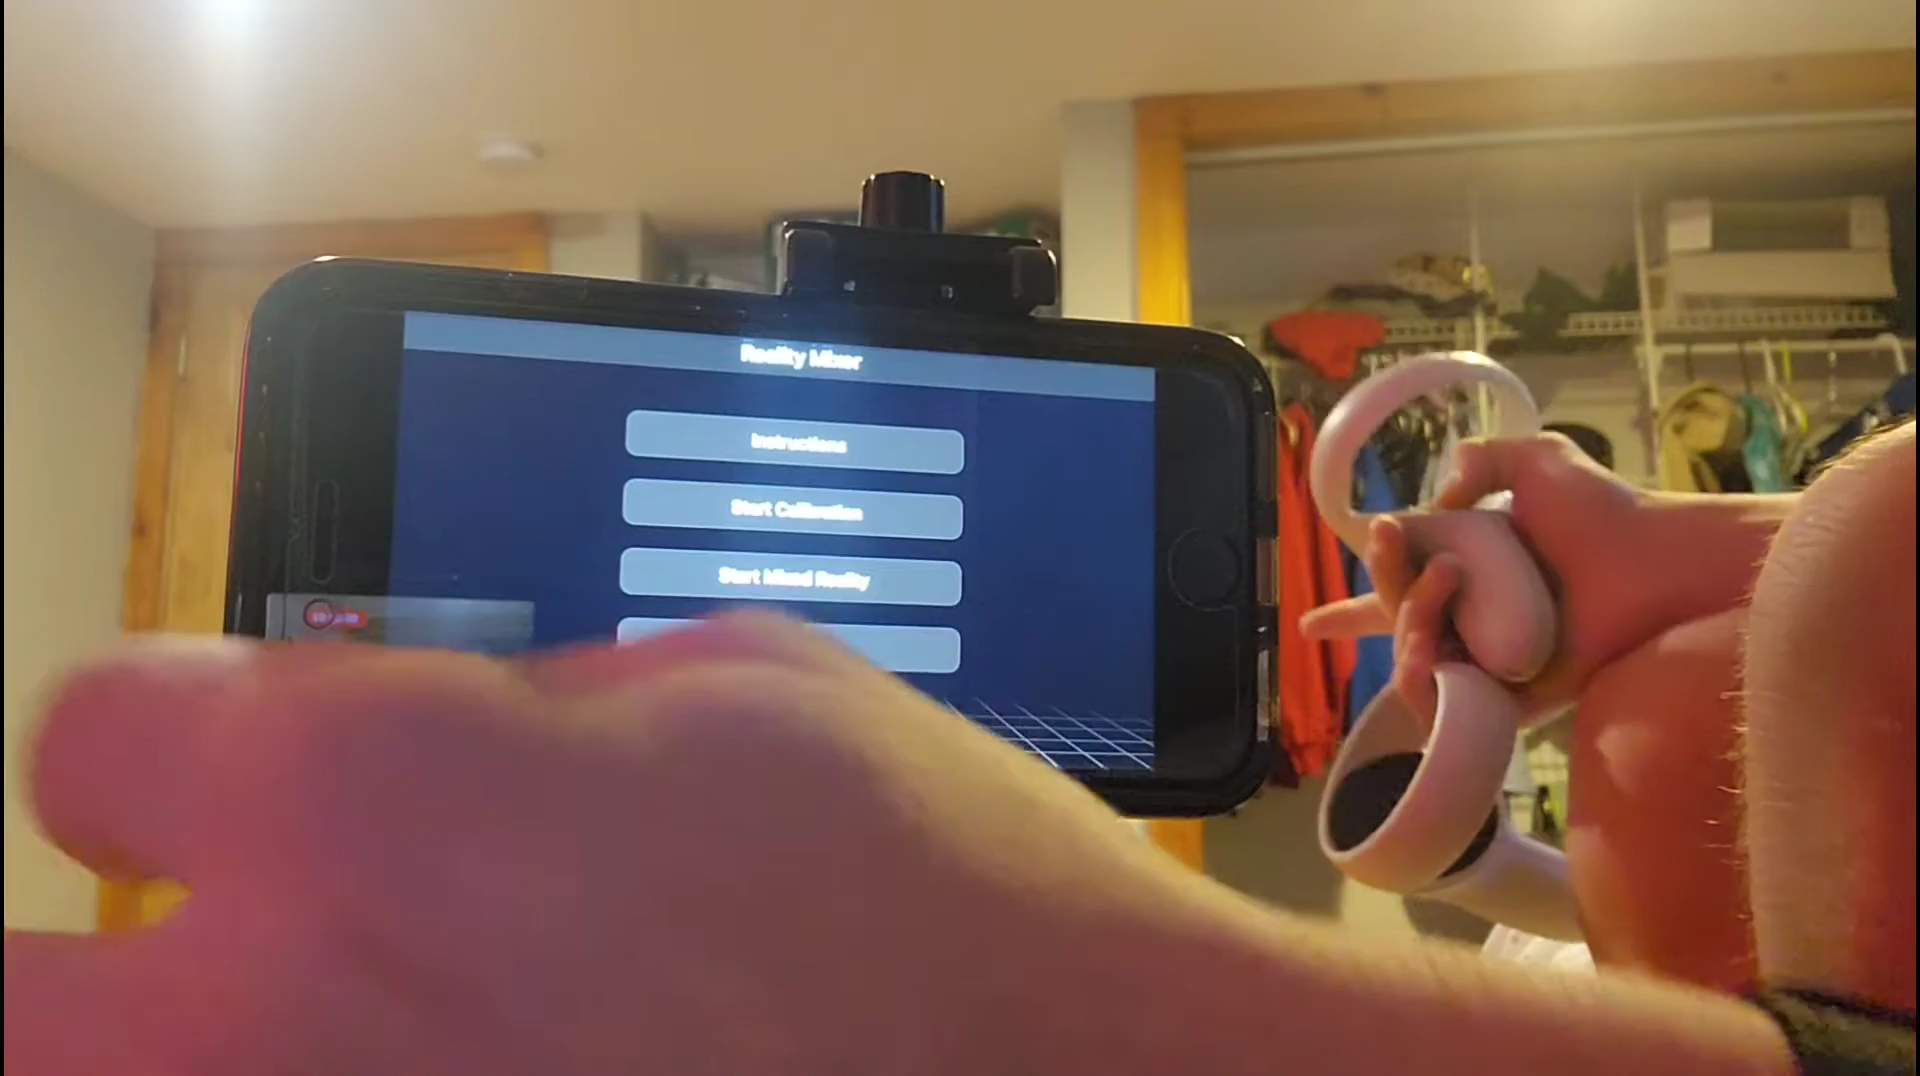 Reality Mixer
Instructions
Start Calibration
Start Mixed Reality